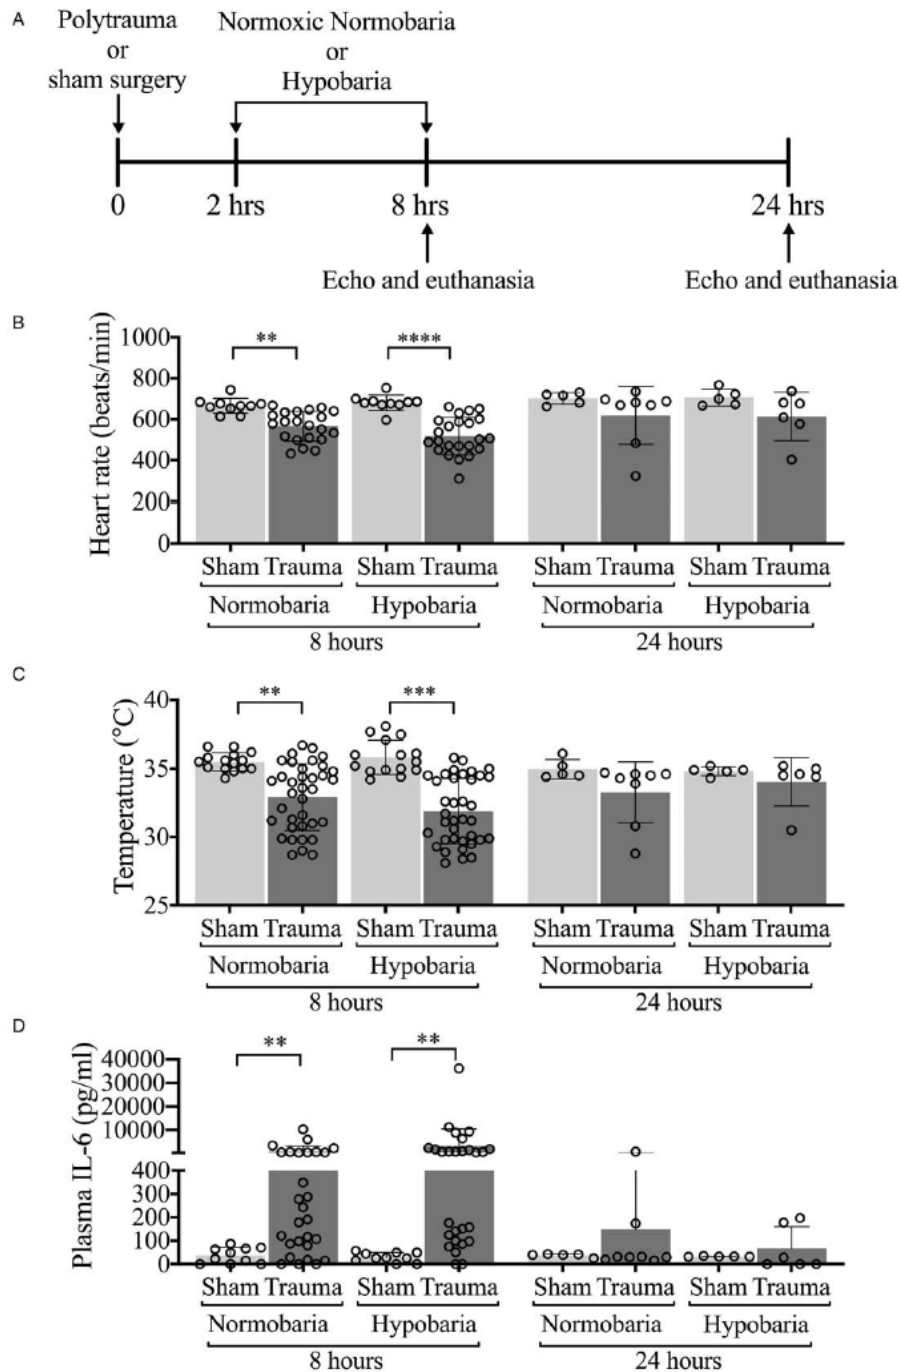 A
Polytrauma
or
sham surgery
Normoxic Normobaria
or
Hypobaria
0
2 hrs
8 hrs
24 hrs
Echo and euthanasia
Echo and euthanasia
B
Heart rate (beats/min)
1000
800
600
400
200
0
**
****
Sham Trauma Sham Trauma Sham Trauma Sham Trauma
Normobaria Hypobaria Normobaria Hypobaria
8 hours 24 hours
C
Temperature (°C)
40
35
30
25
**
***
Sham Trauma Sham Trauma Sham Trauma Sham Trauma
Normobaria Hypobaria Normobaria Hypobaria
8 hours 24 hours
D
Plasma IL-6 (pg/ml)
40000
30000
20000
10000
400
300
200
100
0
**
**
Sham Trauma Sham Trauma Sham Trauma Sham Trauma
Normobaria Hypobaria Normobaria Hypobaria
8 hours 24 hours